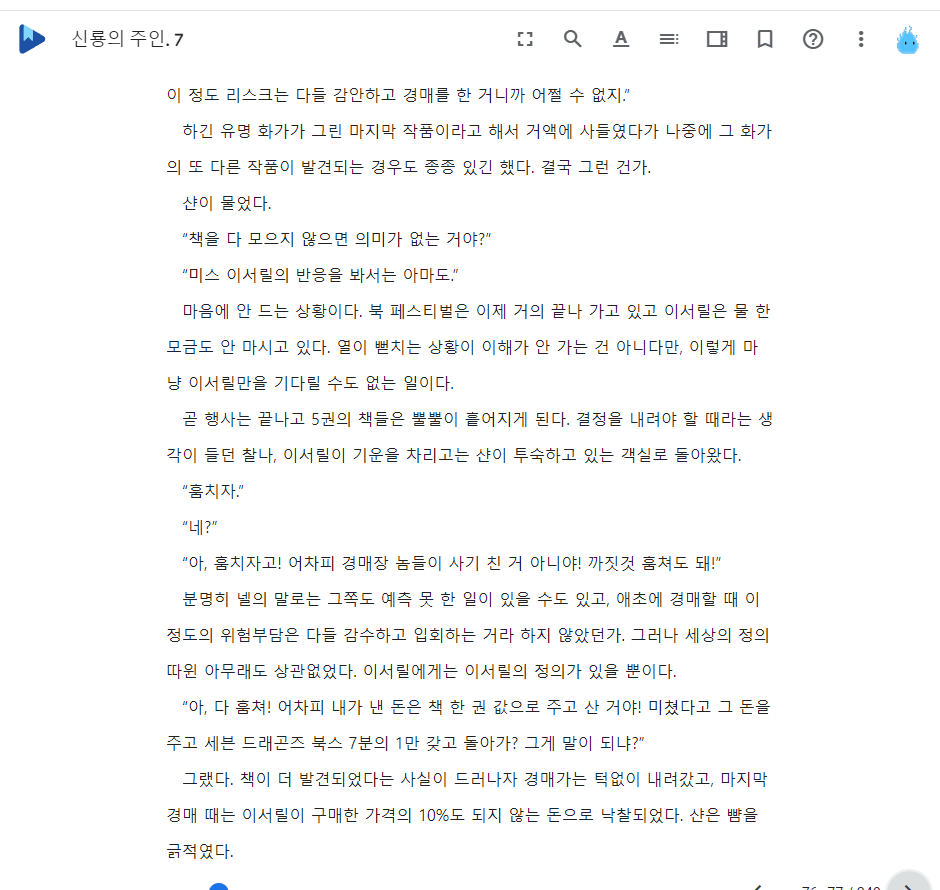 신룡의 주인. 7
이 정도 리스크는 다들 감안하고 경매를 한 거니까 어쩔 수 없지.”
하긴 유명 화가가 그린 마지막 작품이라고 해서 거액에 사들였다가 나중에 그 화가
의 또 다른 작품이 발견되는 경우도 종종 있긴 했다. 결국 그런 건가.
샨이 물었다.
“책을 다 모으지 않으면 의미가 없는 거야?”
“미스 이서릴의 반응을 봐서는 아마도.”
마음에 안 드는 상황이다. 북 페스티벌은 이제 거의 끝나 가고 있고 이서릴은 물 한
모금도 안 마시고 있다. 열이 뻗치는 상황이 이해가 안 가는 건 아니다만, 이렇게 마
냥 이서릴만을 기다릴 수도 없는 일이다.
곧 행사는 끝나고 5권의 책들은 뿔뿔이 흩어지게 된다. 결정을 내려야 할 때라는 생
각이 들던 찰나, 이서릴이 기운을 차리고는 샨이 투숙하고 있는 객실로 돌아왔다.
“훔치자.”
“네?”
“아, 훔치자고! 어차피 경매장 놈들이 사기 친 거 아니야! 까짓것 훔쳐도 돼!”
분명히 넬의 말로는 그쪽도 예측 못 한 일이 있을 수도 있고, 애초에 경매할 때 이
정도의 위험부담은 다들 감수하고 입회하는 거라 하지 않았던가. 그러나 세상의 정의
따윈 아무래도 상관없었다. 이서릴에게는 이서릴의 정의가 있을 뿐이다.
“아, 다 훔쳐! 어차피 내가 낸 돈은 책 한 권 값으로 주고 산 거야! 미쳤다고 그 돈을
주고 세븐 드래곤즈 북스 7분의 1만 갖고 돌아가? 그게 말이 되냐?”
그랬다. 책이 더 발견되었다는 사실이 드러나자 경매가는 턱없이 내려갔고, 마지막
경매 때는 이서릴이 구매한 가격의 10%도 되지 않는 돈으로 낙찰되었다. 샨은 뺨을
긁적였다.